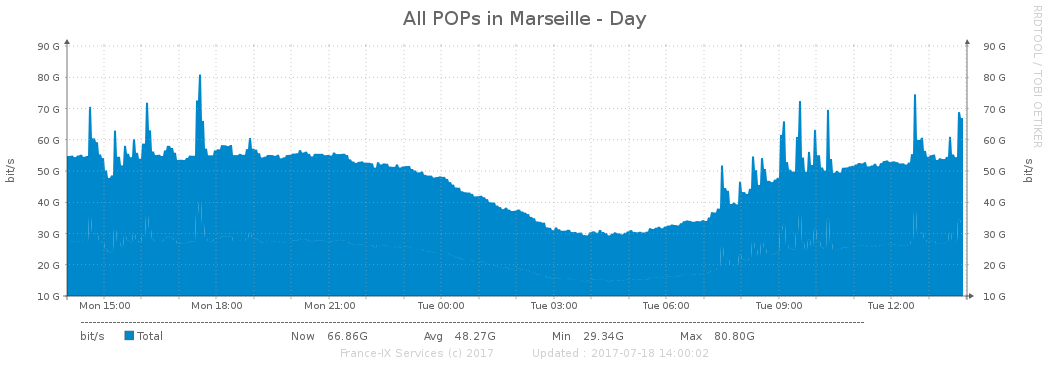 All POPs in Marseille - Day
RRDTOOL / TOBI OETIKER
90 G 90 G
80 G 80 G
70 G 70 G
60 G 60 G
50 G 50 G
40 G 40 G
30 G 30 G
20 G 20 G
10 G 10 G
bit/s bit/s
Mon 15:00 Mon 18:00 Mon 21:00 Tue 00:00 Tue 03:00 Tue 06:00 Tue 09:00 Tue 12:00
bit/s Total Now 66.86G Avg 48.27G Min 29.34G Max 80.80G
France-IX Services (c) 2017 Updated : 2017-07-18 14:00:02